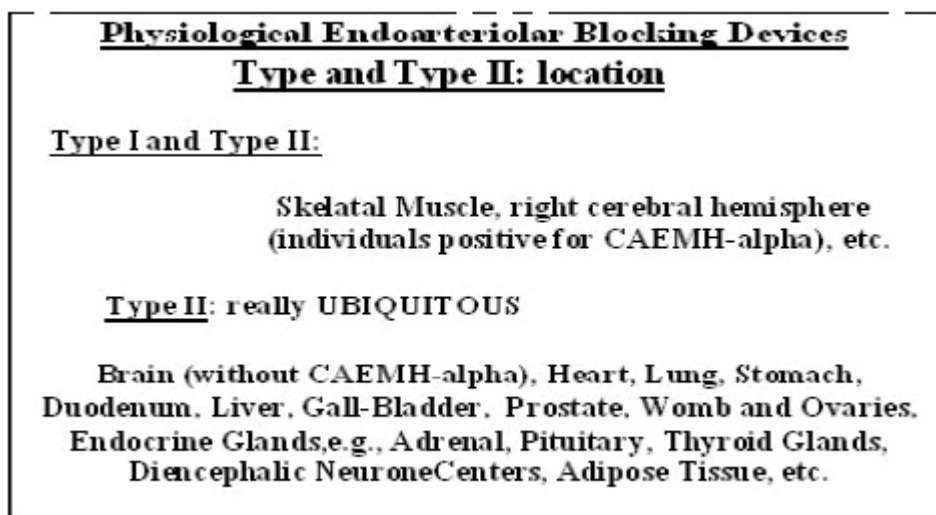 Physiological Endoarteriolar Blocking Devices
Type and Type II: location
Type I and Type II:
Skelatal Muscle, right cerebral hemisphere
(individuals positive for CAEMH-alpha), etc.
Type II: really UBIQUITOUS
Brain (without CAEMH-alpha), Heart, Lung, Stomach,
Duodenum, Liver, Gall-Bladder, Prostate, Womb and Ovaries,
Endocrine Glands,e.g., Adrenal, Pituitary, Thyroid Glands,
Diencephalic NeuroneCenters, Adipose Tissue, etc.